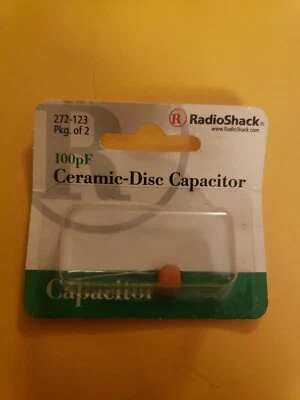 272-123
Pkg. of 2
R RadioShack®
www.RadioShack.com
100pF
Ceramic-Disc Capacitor
Capacitor